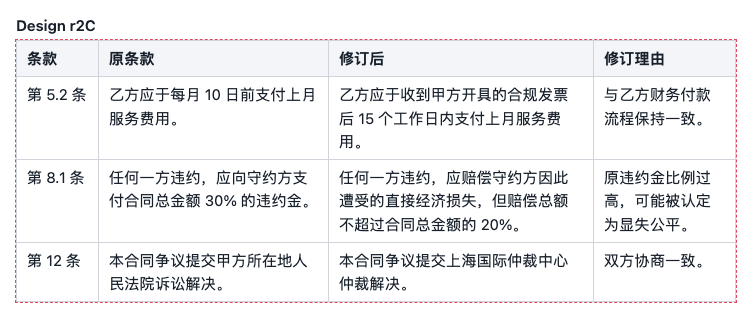 Design r2C
条款 原条款 修订后 修订理由
第 5.2 条 乙方应于每月 10 日前支付上月 乙方应于收到甲方开具的合规发票 与乙方财务付款
服务费用。 后 15 个工作日内支付上月服务费 流程保持一致。
用。
第 8.1 条 任何一方违约，应向守约方支 任何一方违约，应赔偿守约方因此 原违约金比例过
付合同总金额 30% 的违约金。 遭受的直接经济损失，但赔偿总额 高，可能被认定
不超过合同总金额的 20%。 为显失公平。
第 12 条 本合同争议提交甲方所在地人 本合同争议提交上海国际仲裁中心 双方协商一致。
民法院诉讼解决。 仲裁解决。